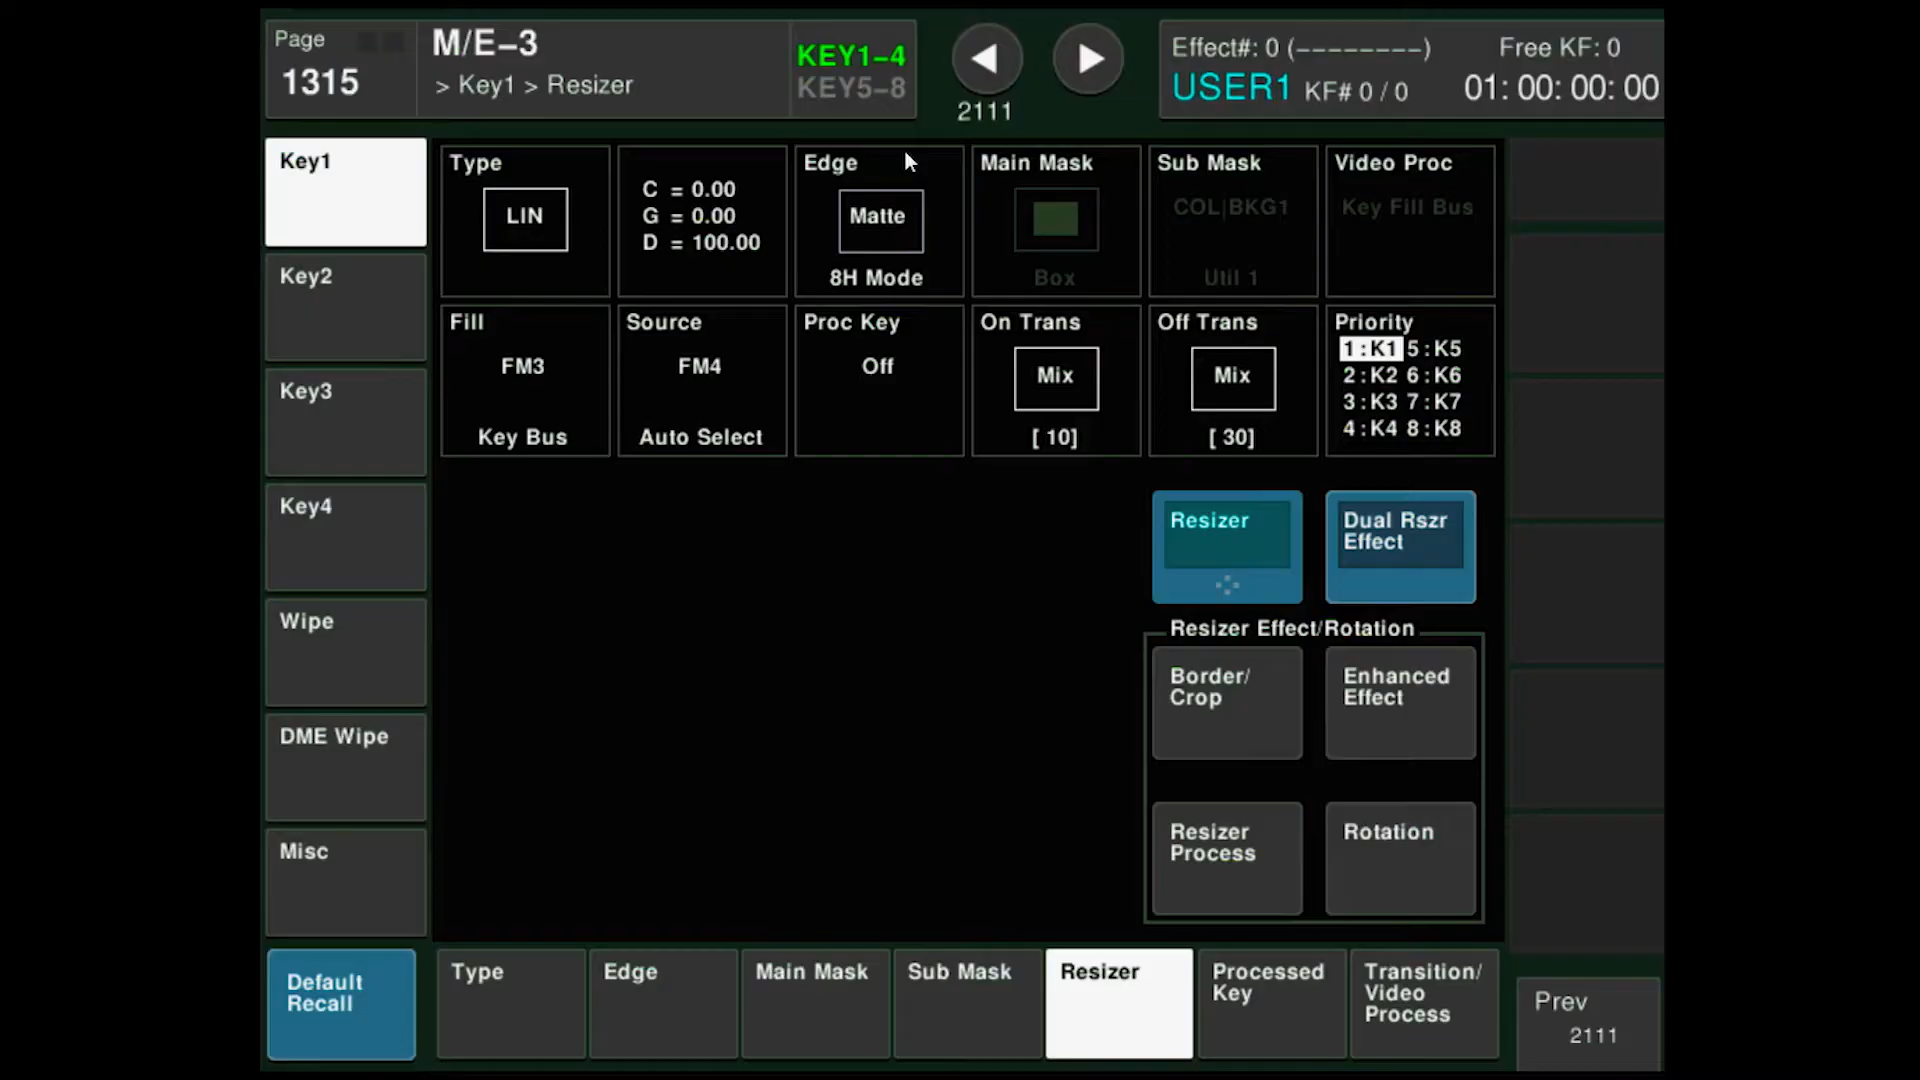 Page
1315
M/E-3
> Key1 > Resizer
KEY1-4
KEY5-8
2111
Effect#: 0 (--------)
Free KF: 0
USER1 KF# 0 / 0
01: 00: 00: 00
Key1
Key2
Key3
Key4
Wipe
DME Wipe
Misc
Default
Recall
Type
LIN
C = 0.00
G = 0.00
D = 100.00
Edge
Matte
8H Mode
Main Mask
Box
Sub Mask
COL|BKG1
Util 1
Video Proc
Key Fill Bus
Fill
FM3
Key Bus
Source
FM4
Auto Select
Proc Key
Off
On Trans
Mix
[ 10]
Off Trans
Mix
[ 30]
Priority
1 :K1 5 :K5
2 :K2 6 :K6
3 :K3 7 :K7
4 :K4 8 :K8
Resizer
Dual Rszr
Effect
Resizer Effect/Rotation
Border/
Crop
Enhanced
Effect
Resizer
Process
Rotation
Type
Edge
Main Mask
Sub Mask
Resizer
Processed
Key
Transition/
Video
Process
Prev
2111